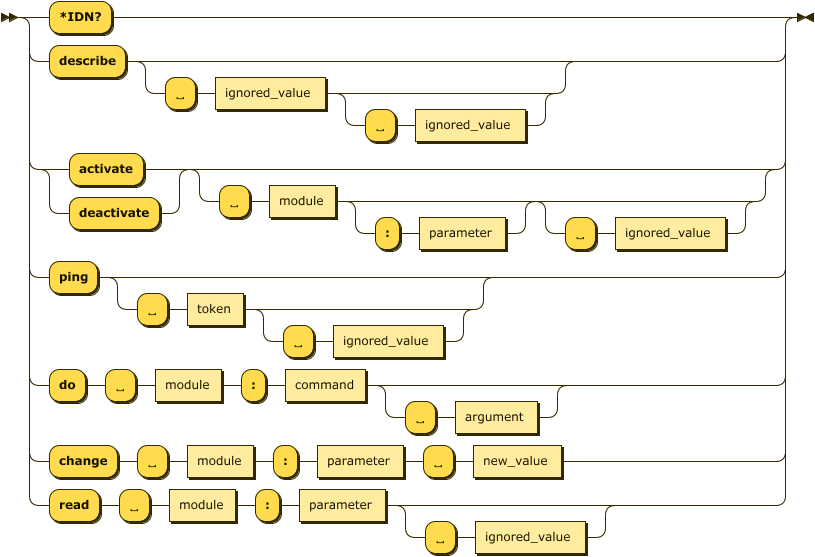 *IDN?
describe
␣ ignored_value
␣ ignored_value
activate
deactivate
␣ module
: parameter ␣ ignored_value
ping
␣ token
␣ ignored_value
do ␣ module : command
␣ argument
change ␣ module : parameter ␣ new_value
read ␣ module : parameter
␣ ignored_value